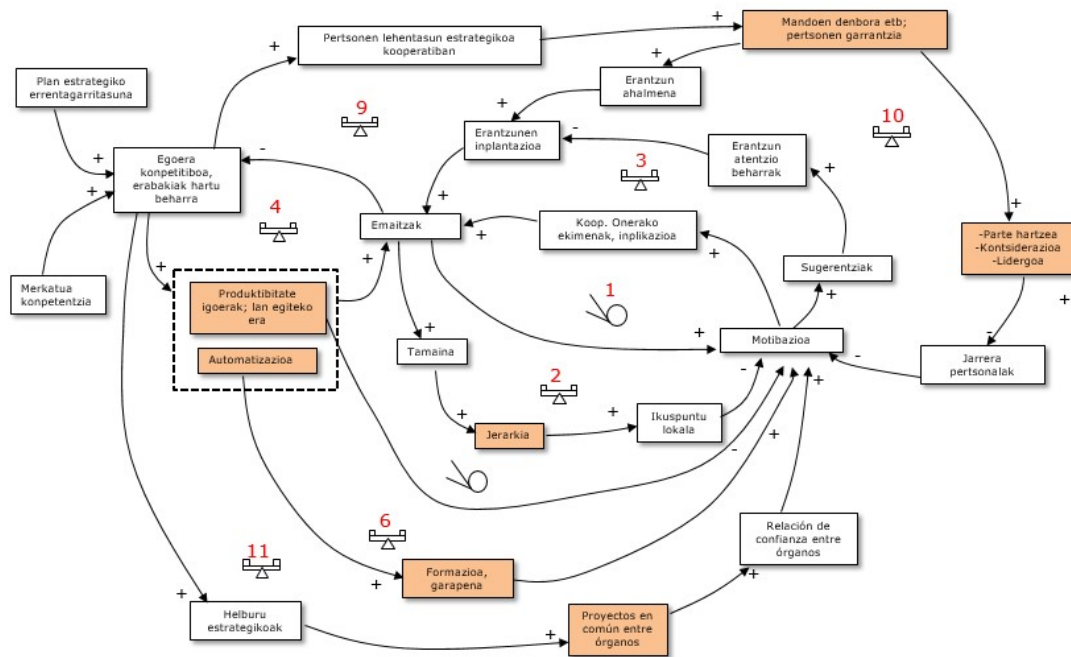 Pertsonen lehentasun estrategikoa
kooperatiban
Mandoen denbora etb;
pertsonen garrantzia
Plan estrategiko
errentagarritasuna
Erantzun
ahalmena
9
10
Erantzunen
inplantazioa
Erantzun
atentzio
beharrak
Egoera
konpetitiboa,
erabakiak hartu
beharra
3
4
Emaitzak
Koop. Onerako
ekimenak, inplikazioa
-Parte hartzea
-Kontsiderazioa
-Lidergoa
Sugerentziak
Merkatua
konpetentzia
Produktibitate
igoerak; lan egiteko
era
1
Automatizazioa
Tamaina
Motibazioa
Jarrera
pertsonalak
2
Jerarkia
Ikuspuntu
lokala
6
Relación de
confianza entre
órganos
11
Formazioa,
garapena
Helburu
estrategikoak
Proyectos en
común entre
órganos